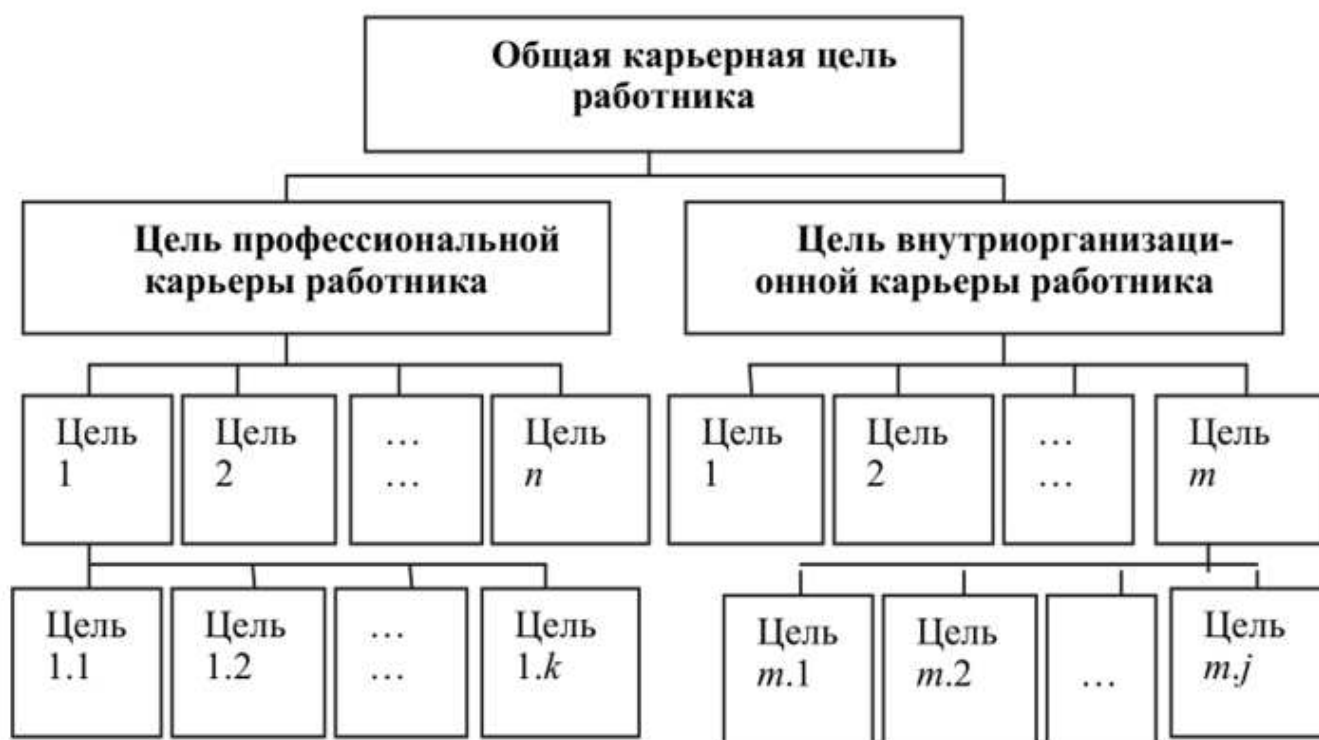 Общая карьерная цель
работника
Цель профессиональной
карьеры работника
Цель внутриорганизаци-
онной карьеры работника
Цель
1
Цель
2
…
…
Цель
n
Цель
1
Цель
2
…
…
Цель
m
Цель
1.1
Цель
1.2
…
…
Цель
1.k
Цель
m.1
Цель
m.2
…
Цель
m.j